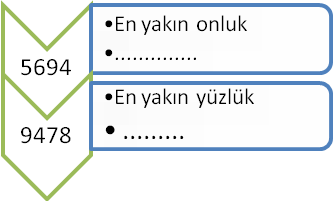 5694
•En yakın onluk
•..............
9478
•En yakın yüzlük
• .........